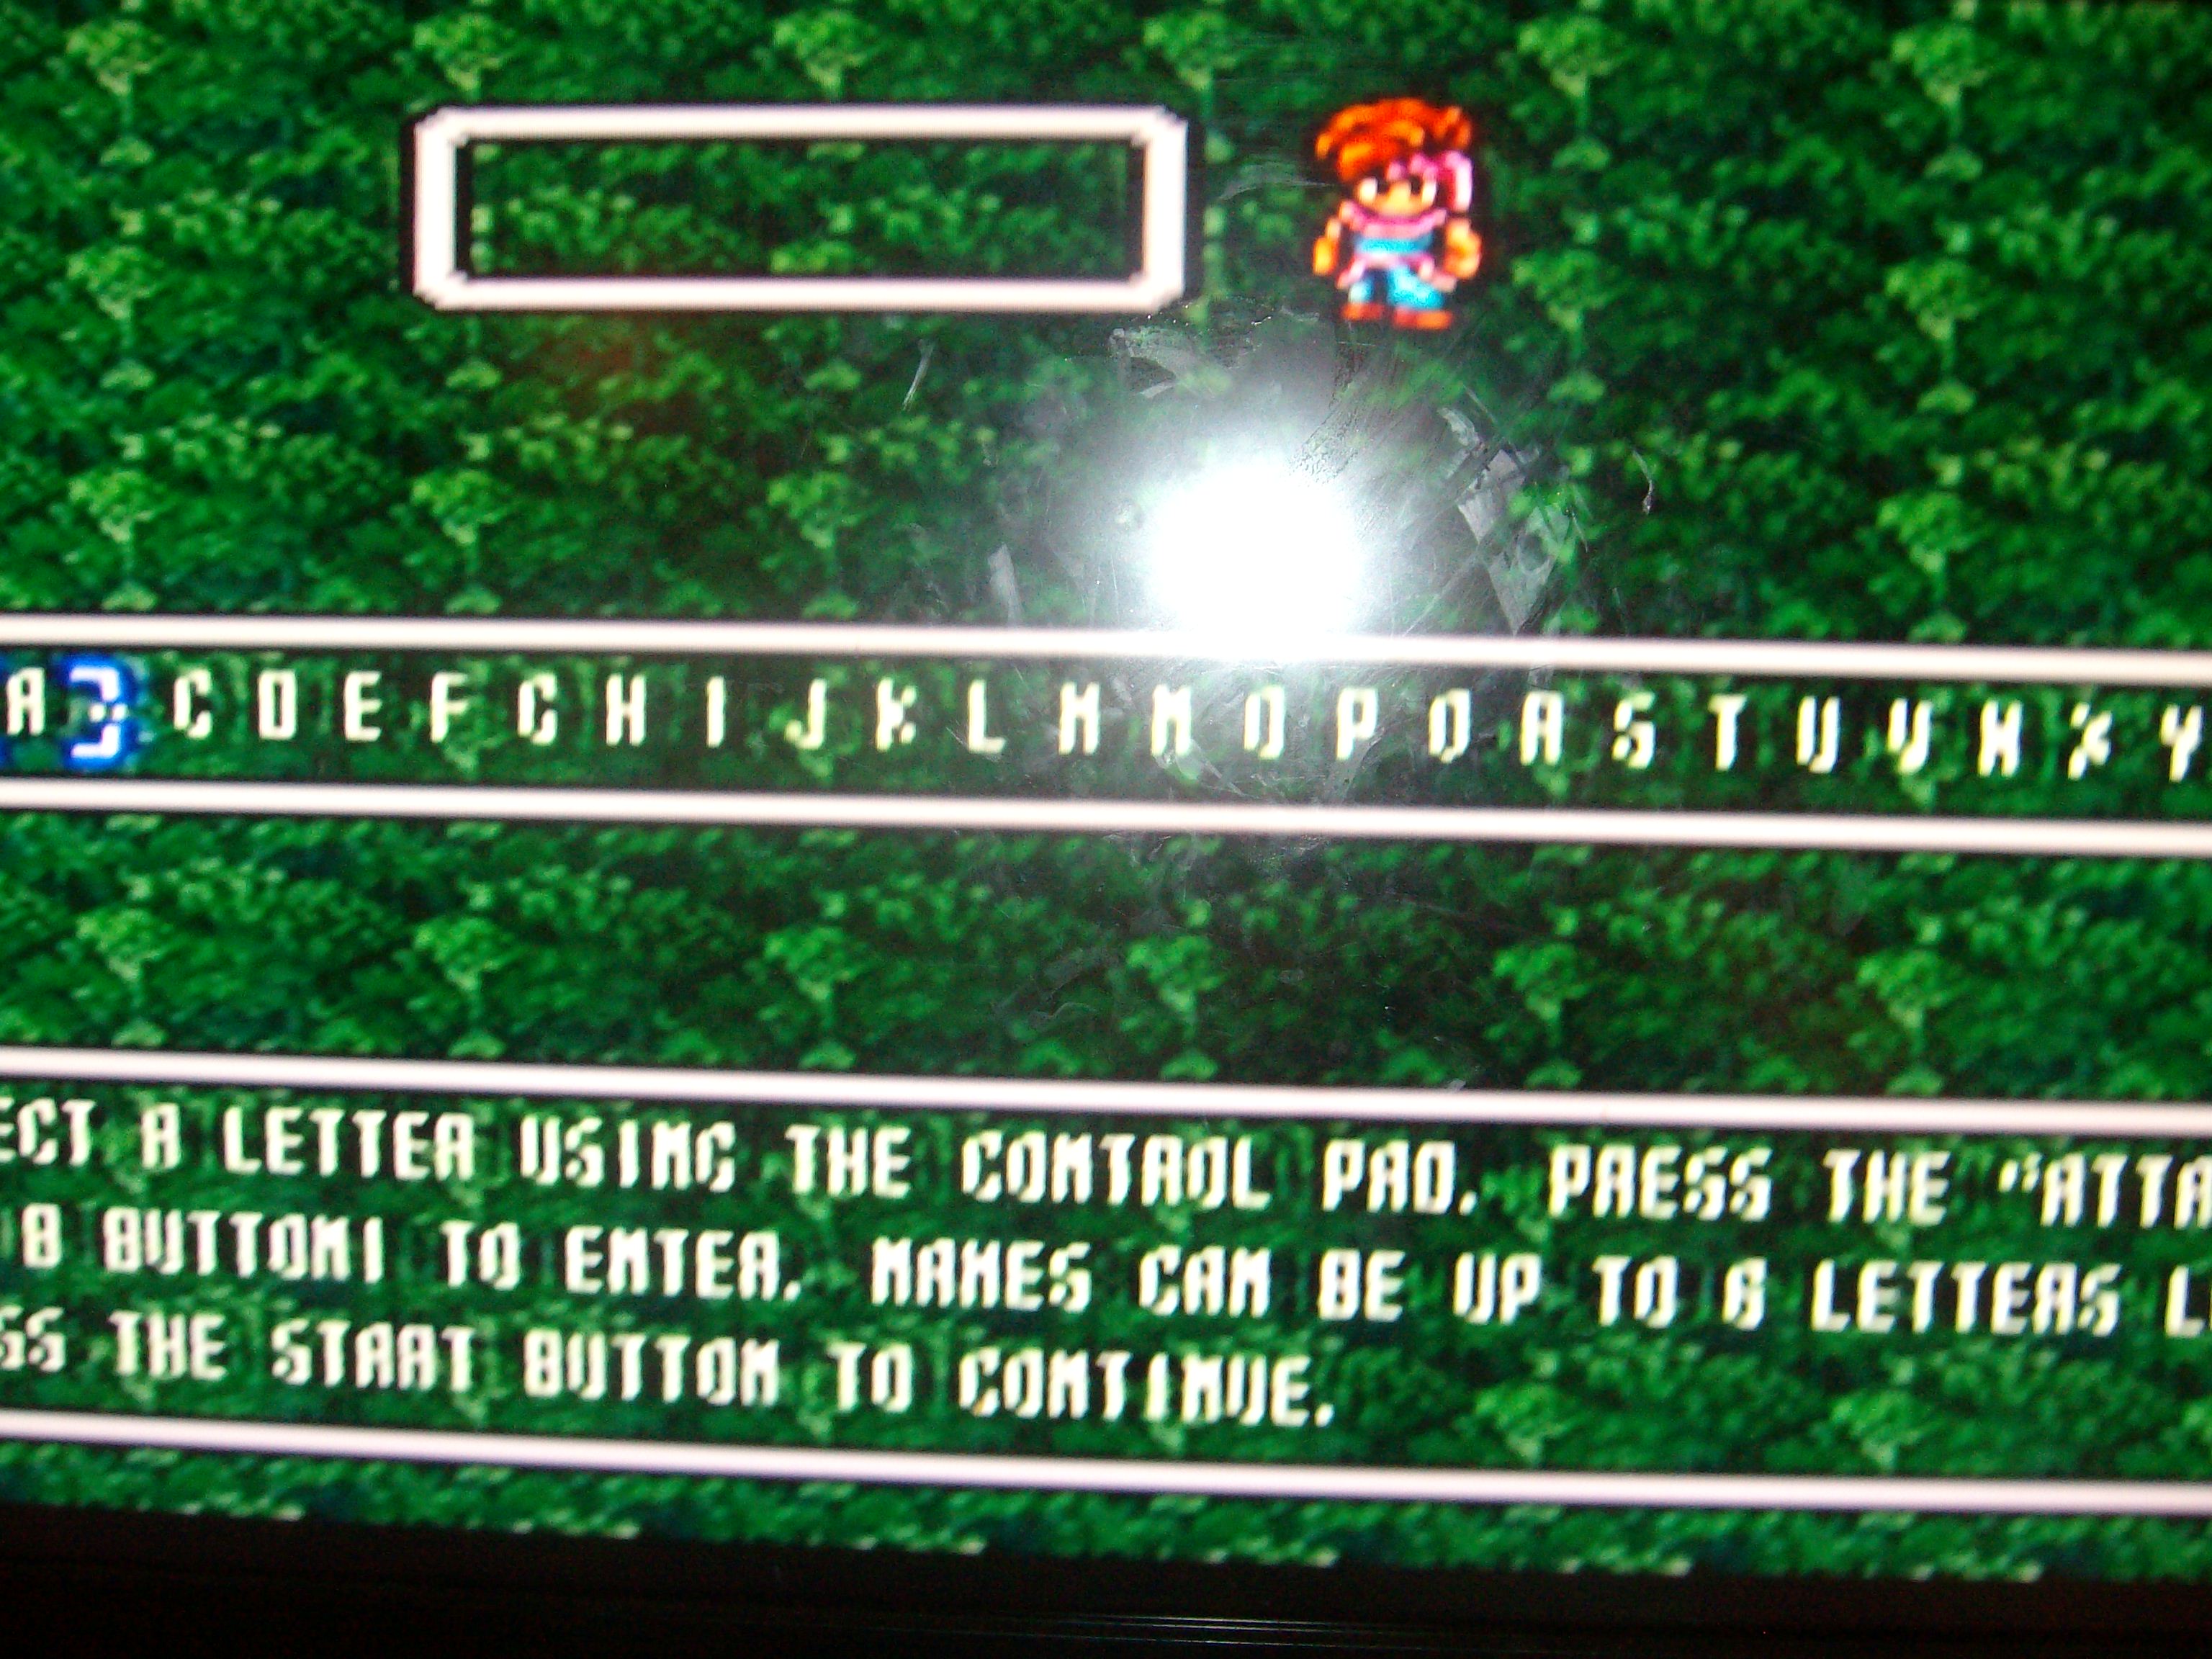 A B C D E F G H I J K L M N O P Q R S T U V W X Y
ECT A LETTER USING THE CONTROL PAD. PRESS THE "ATTA
B BUTTON) TO ENTER. NAMES CAN BE UP TO 6 LETTERS L
SS THE START BUTTON TO CONTINUE.